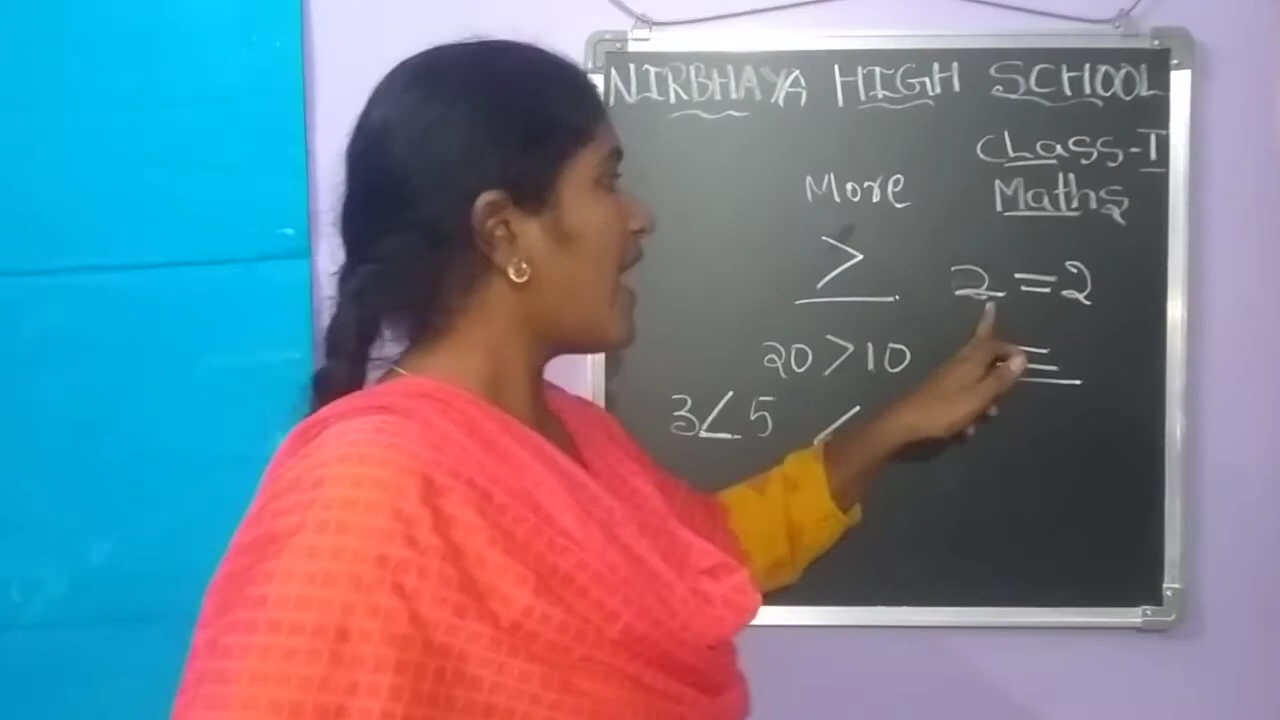 NIRBHAYA HIGH SCHOOL
Class-I
Maths
More
>
2=2
20>10
=
3<5